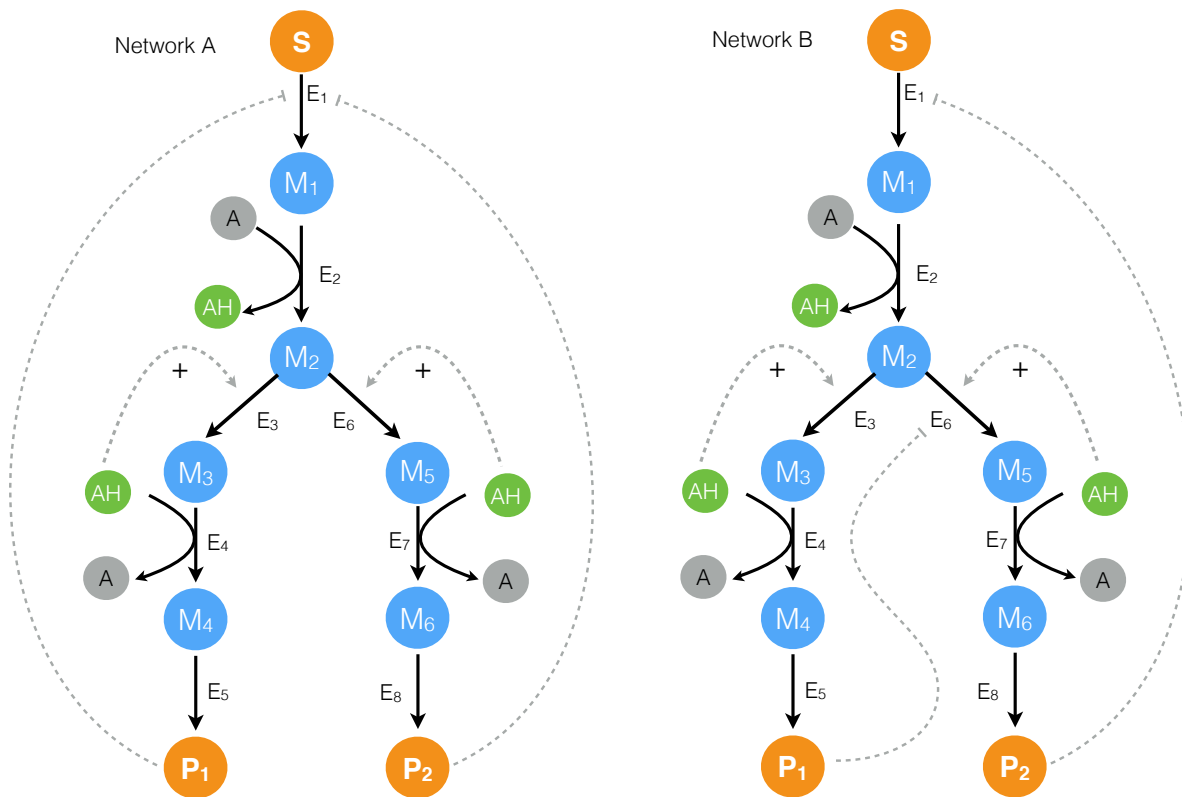 Network A
S
E₁
M₁
A
E₂
AH
M₂
+
+
E₃
E₆
M₃
M₅
AH
AH
E₄
E₇
A
A
M₄
M₆
E₅
E₈
P₁
P₂
Network B
S
E₁
M₁
A
E₂
AH
M₂
+
+
E₃
E₆
M₃
M₅
AH
AH
E₄
E₇
A
A
M₄
M₆
E₅
E₈
P₁
P₂